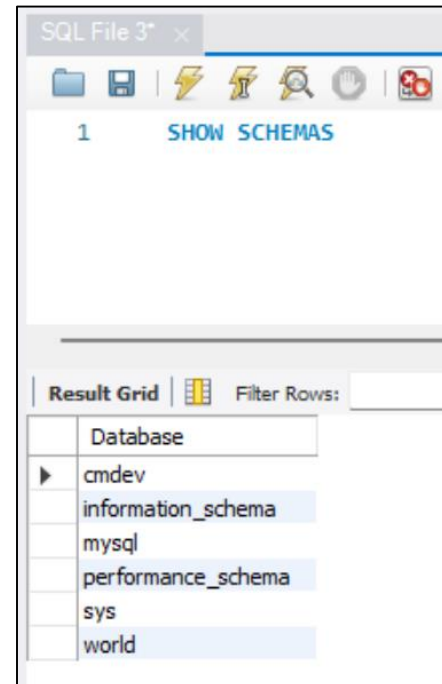 SQL File 3*
1 SHOW SCHEMAS
Result Grid Filter Rows:
Database
cmdev
information_schema
mysql
performance_schema
sys
world